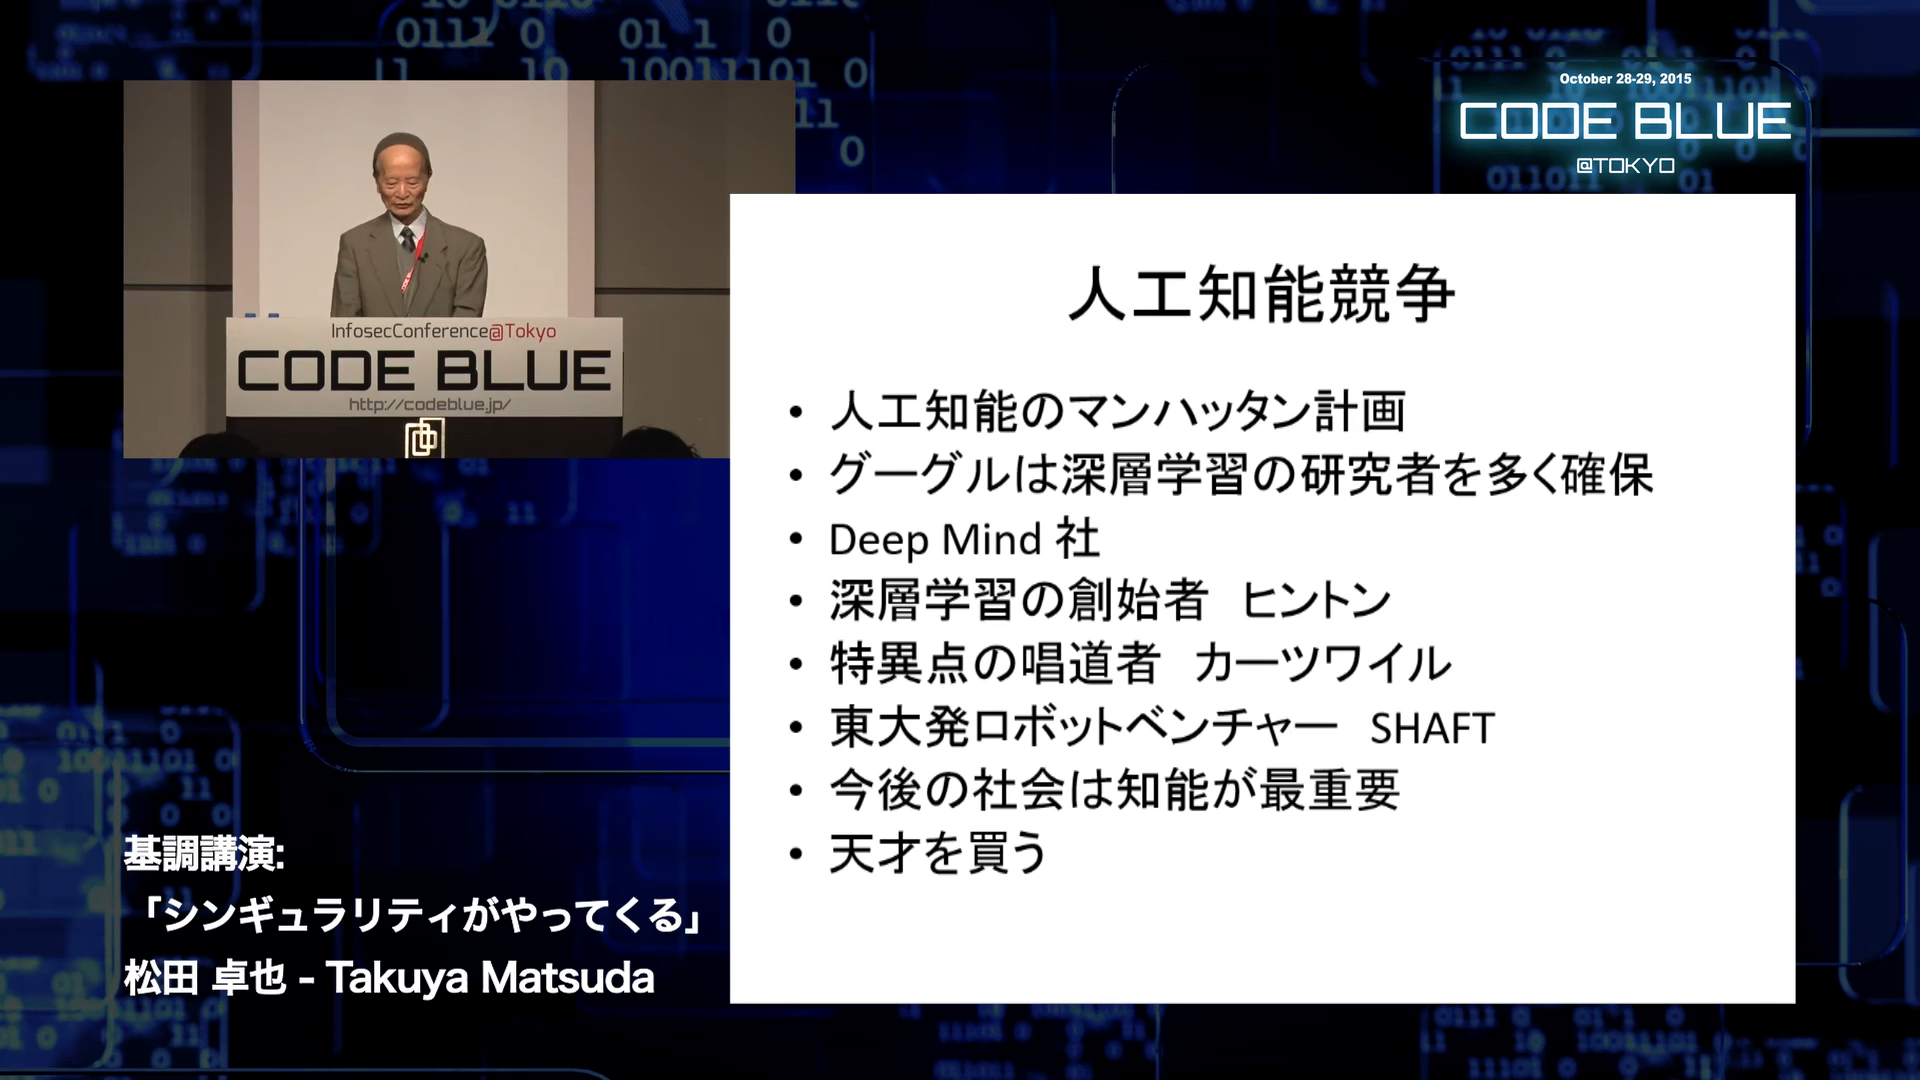 October 28-29, 2015
CODE BLUE
@TOKYO
InfosecConference@Tokyo
CODE BLUE
http://codeblue.jp/
人工知能競争
• 人工知能のマンハッタン計画
• グーグルは深層学習の研究者を多く確保
• Deep Mind 社
• 深層学習の創始者　ヒントン
• 特異点の唱道者　カーツワイル
• 東大発ロボットベンチャー　SHAFT
• 今後の社会は知能が最重要
• 天才を買う
基調講演:
「シンギュラリティがやってくる」
松田 卓也 - Takuya Matsuda